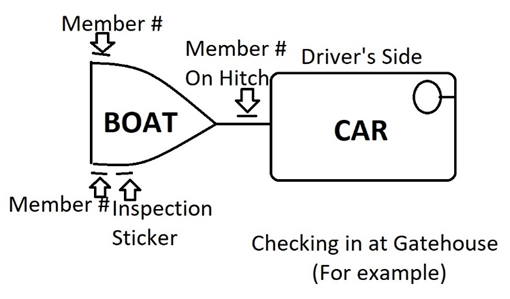 Member #
Member #
On Hitch
Driver's Side
BOAT
CAR
Member #
Inspection
Sticker
Checking in at Gatehouse
(For example)